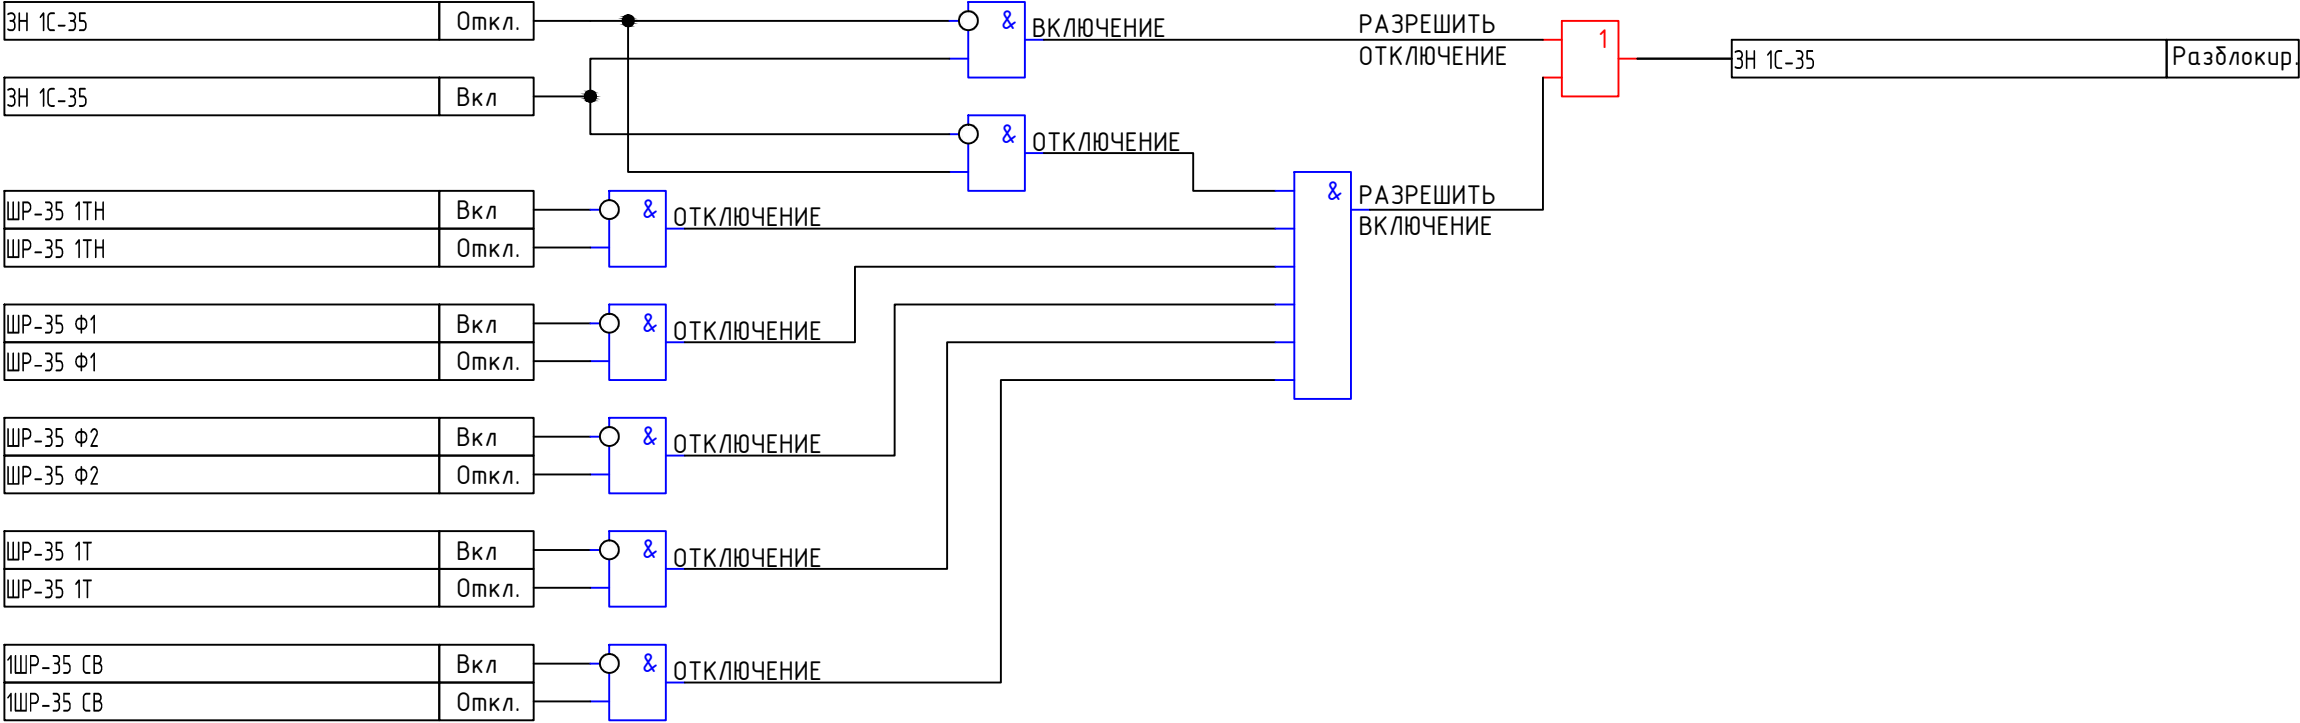 ЗН 1С-35 Откл. & ВКЛЮЧЕНИЕ РАЗРЕШИТЬ 1
ОТКЛЮЧЕНИЕ ЗН 1С-35 Разблокир.
ЗН 1С-35 Вкл
& ОТКЛЮЧЕНИЕ
& РАЗРЕШИТЬ
ШР-35 1ТН Вкл & ОТКЛЮЧЕНИЕ
ВКЛЮЧЕНИЕ
ШР-35 1ТН Откл.
ШР-35 Ф1 Вкл & ОТКЛЮЧЕНИЕ
ШР-35 Ф1 Откл.
ШР-35 Ф2 Вкл & ОТКЛЮЧЕНИЕ
ШР-35 Ф2 Откл.
ШР-35 1Т Вкл & ОТКЛЮЧЕНИЕ
ШР-35 1Т Откл.
1ШР-35 СВ Вкл & ОТКЛЮЧЕНИЕ
1ШР-35 СВ Откл.